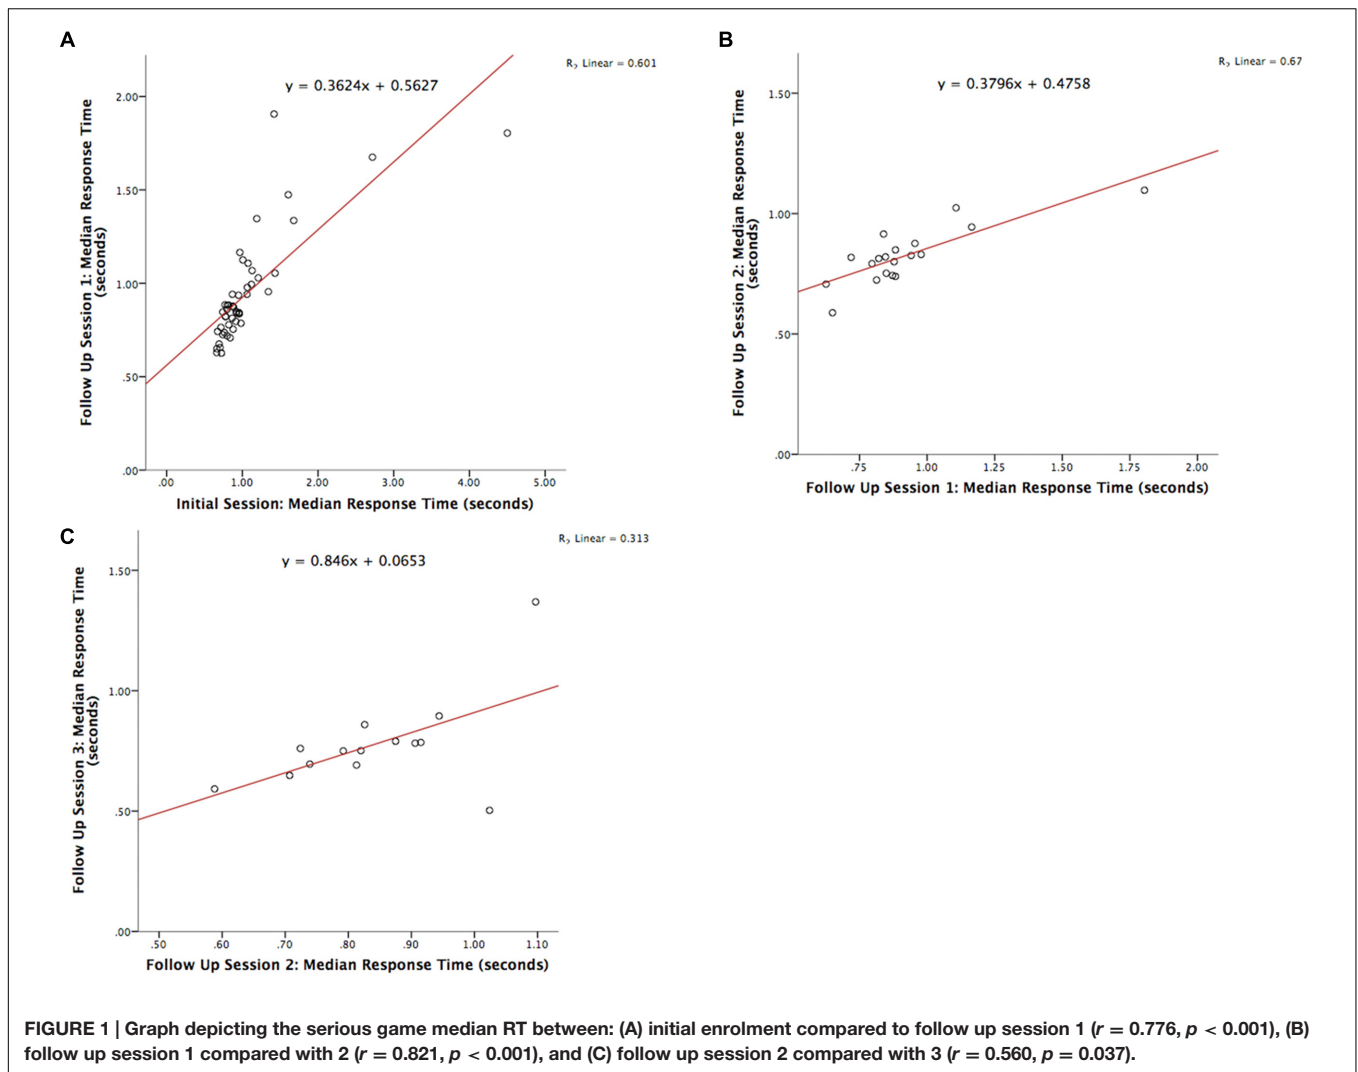 A
R₂ Linear = 0.601
y = 0.3624x + 0.5627
Follow Up Session 1: Median Response Time
(seconds)
2.00
1.50
1.00
.50
.00
.00 1.00 2.00 3.00 4.00 5.00
Initial Session: Median Response Time (seconds)
B
R₂ Linear = 0.67
y = 0.3796x + 0.4758
Follow Up Session 2: Median Response Time
(seconds)
1.50
1.00
.50
.00
.75 1.00 1.25 1.50 1.75 2.00
Follow Up Session 1: Median Response Time (seconds)
C
R₂ Linear = 0.313
y = 0.846x + 0.0653
Follow Up Session 3: Median Response Time
(seconds)
1.50
1.00
.50
.00
.50 .60 .70 .80 .90 1.00 1.10
Follow Up Session 2: Median Response Time (seconds)
FIGURE 1 | Graph depicting the serious game median RT between: (A) initial enrolment compared to follow up session 1 (r = 0.776, p < 0.001), (B)
follow up session 1 compared with 2 (r = 0.821, p < 0.001), and (C) follow up session 2 compared with 3 (r = 0.560, p = 0.037).